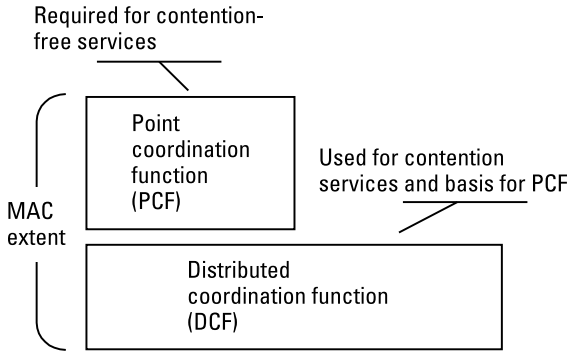 Required for contention-
free services
Point
coordination
function
(PCF)
Used for contention
services and basis for PCF
MAC
extent
Distributed
coordination function
(DCF)